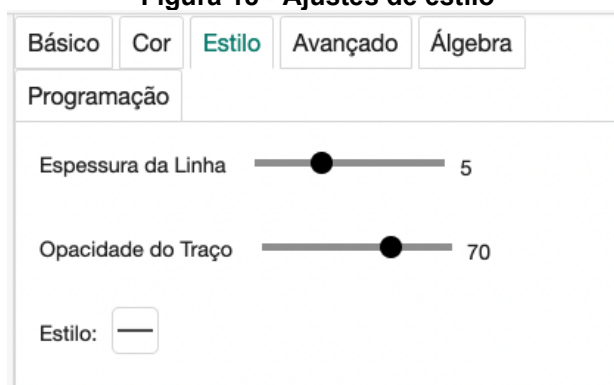 Figura 18 - Ajustes de estilo
Básico Cor Estilo Avançado Álgebra
Programação
Espessura da Linha 5
Opacidade do Traço 70
Estilo: